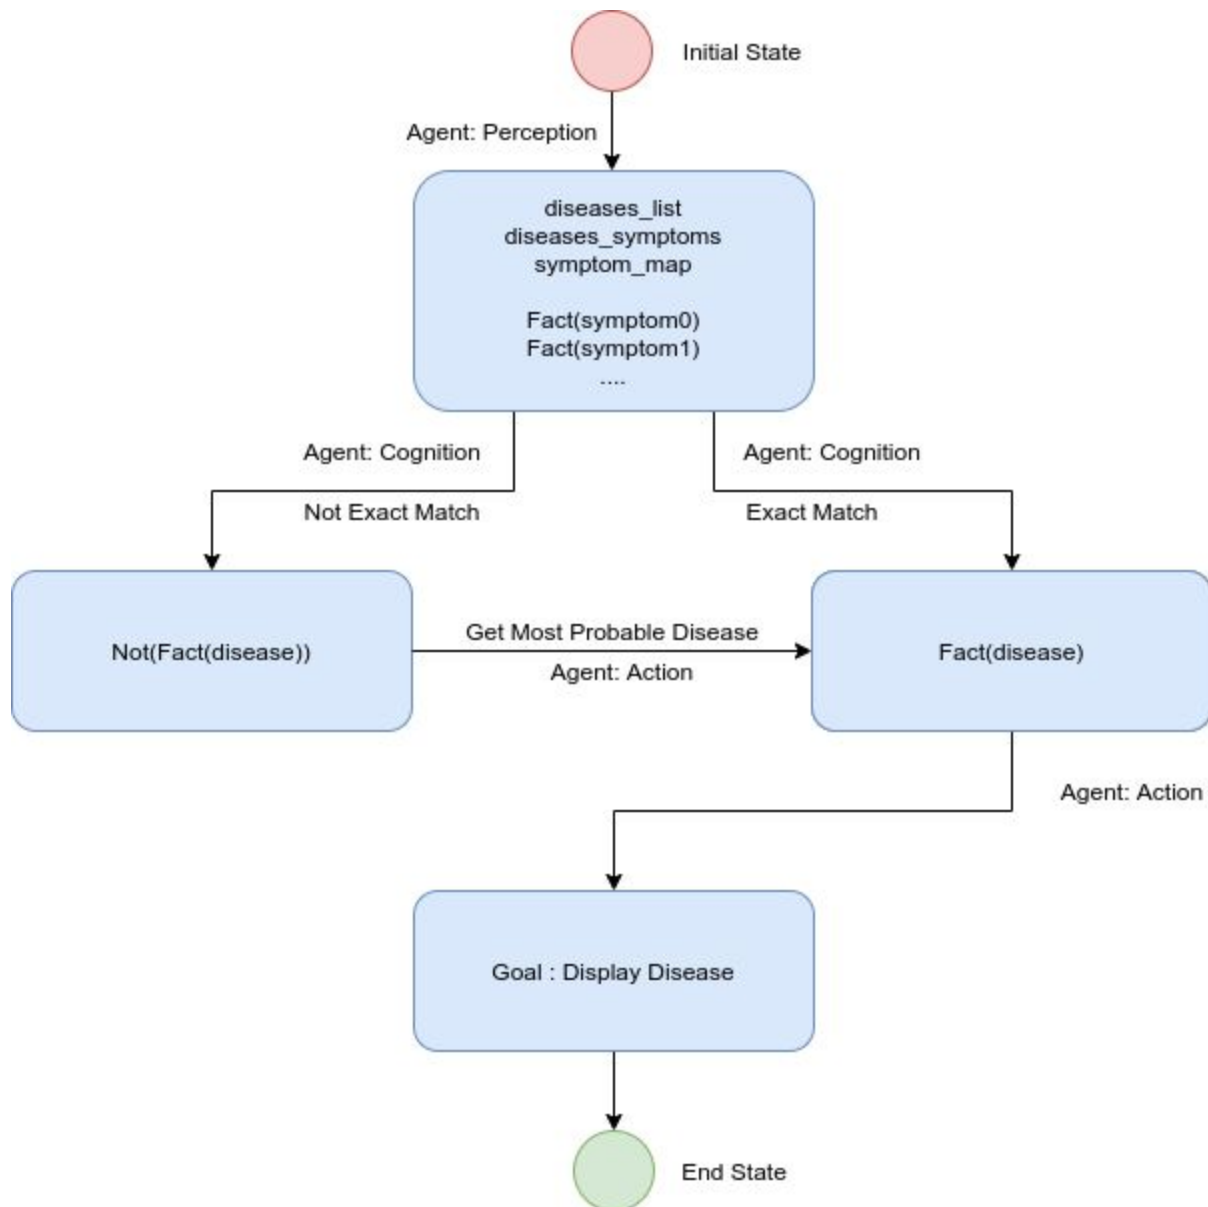 Initial State
Agent: Perception
diseases_list
diseases_symptoms
symptom_map
Fact(symptom0)
Fact(symptom1)
....
Agent: Cognition
Agent: Cognition
Not Exact Match
Exact Match
Not(Fact(disease))
Get Most Probable Disease
Agent: Action
Fact(disease)
Agent: Action
Goal : Display Disease
End State